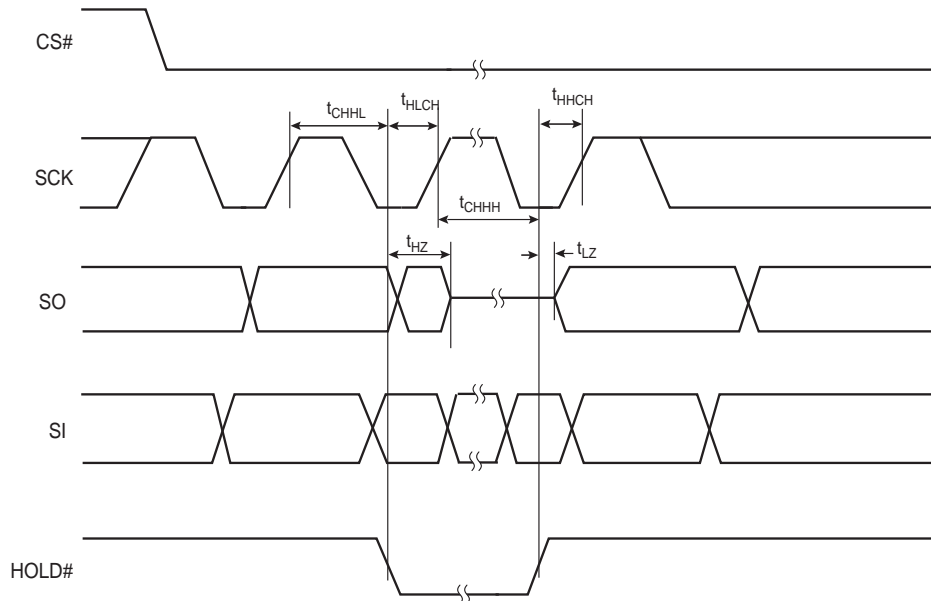 CS#
tCHHL
tHLCH
tHHCH
SCK
tCHHH
tHZ
tLZ
SO
SI
HOLD#